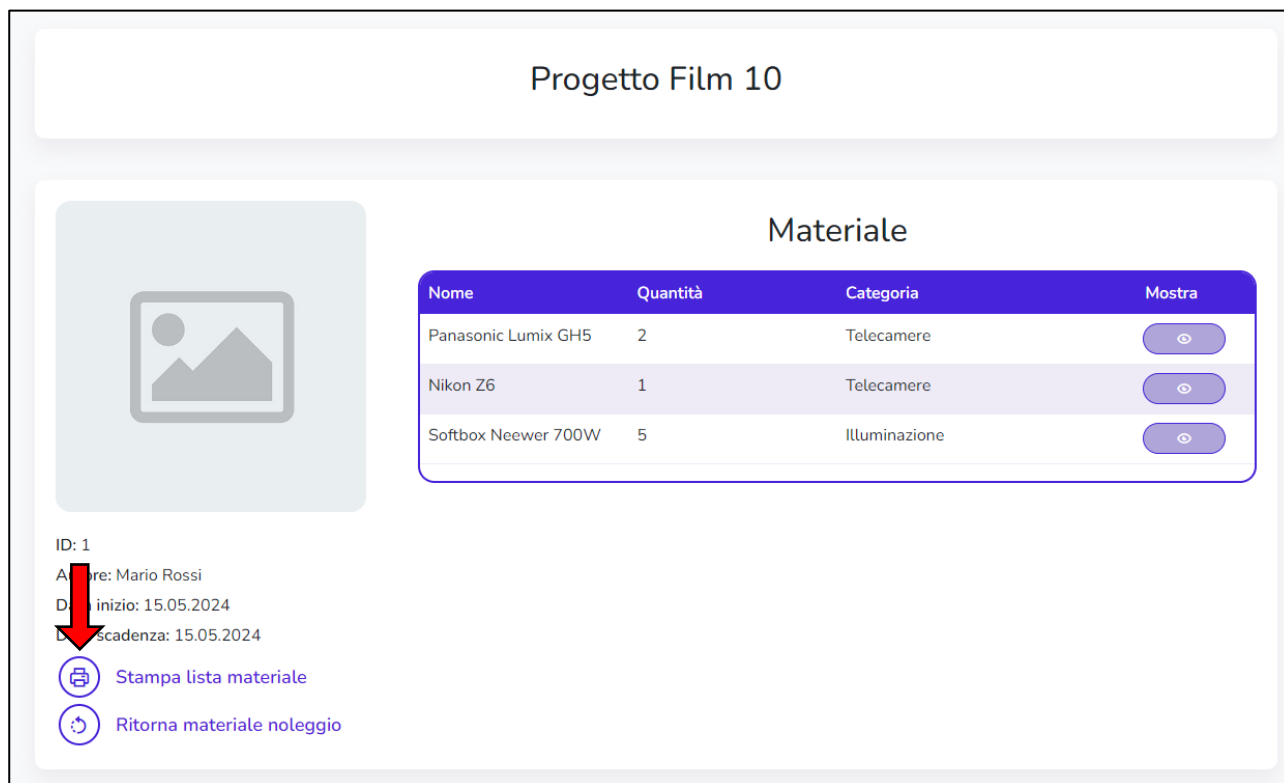 Progetto Film 10
Materiale
Nome Quantità Categoria Mostra
Panasonic Lumix GH5 2 Telecamere
Nikon Z6 1 Telecamere
Softbox Neewer 700W 5 Illuminazione
ID: 1
Mario Rossi
inizio: 15.05.2024
scadenza: 15.05.2024
Stampa lista materiale
Ritorna materiale noleggio